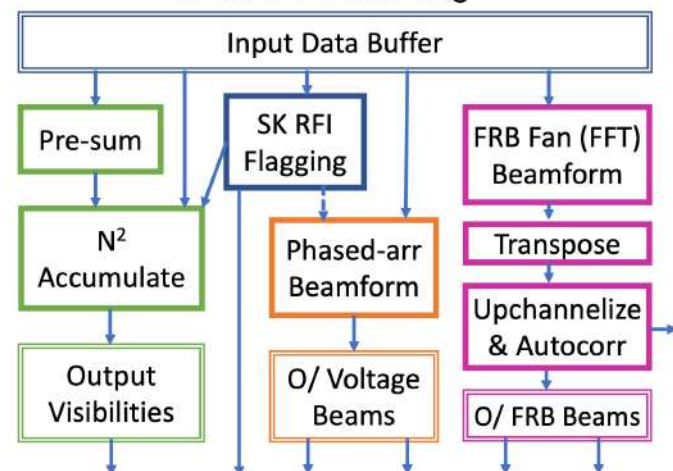 Input Data Buffer
Pre-sum
SK RFI
Flagging
FRB Fan (FFT)
Beamform
N²
Accumulate
Phased-arr
Beamform
Transpose
Upchannelize
& Autocorr
Output
Visibilities
O/ Voltage
Beams
O/ FRB Beams